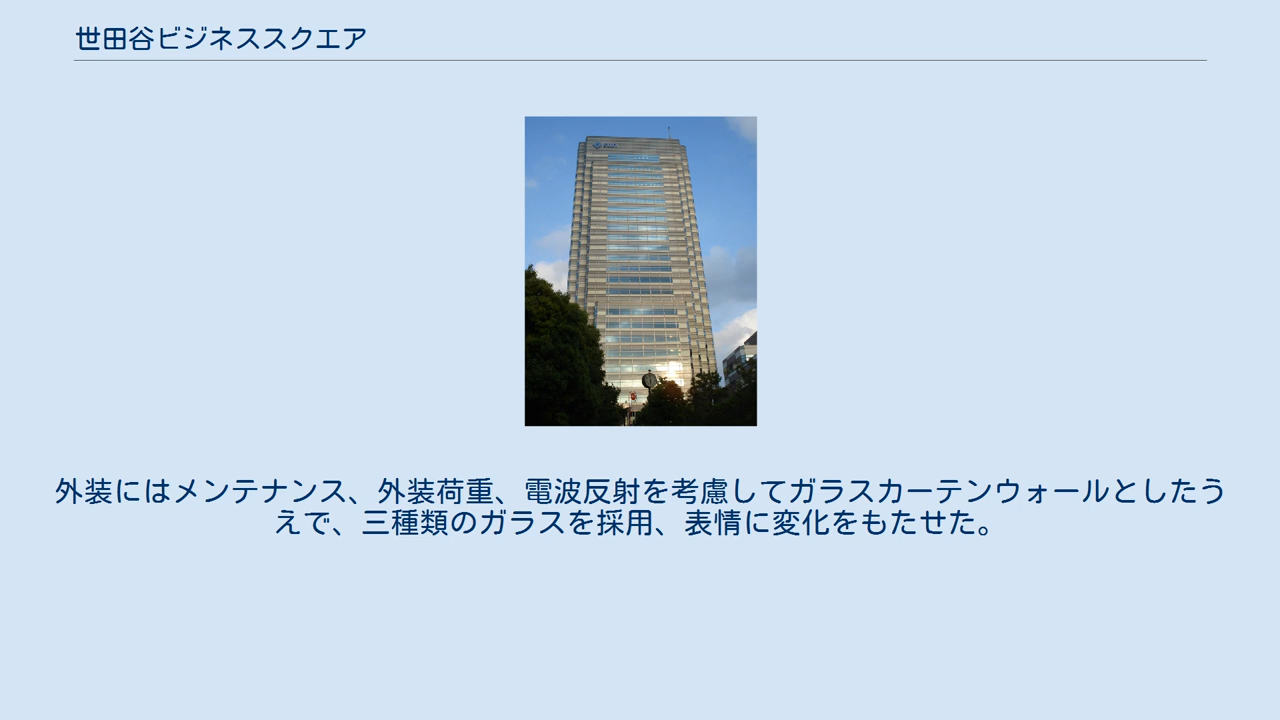 世田谷ビジネススクエア
外装にはメンテナンス、外装荷重、電波反射を考慮してガラスカーテンウォールとしたう
えで、三種類のガラスを採用、表情に変化をもたせた。